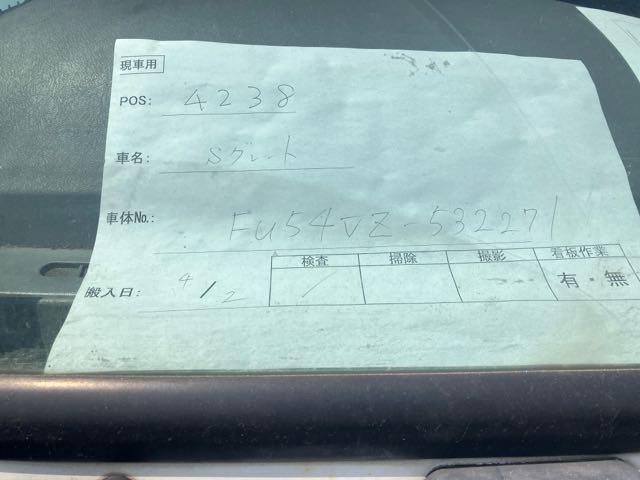 現車用
POS: 4238
車名: Sグレート
車体No.: FU54VZ-532271
搬入日: 4/2
検査 掃除 撮影 看板作業
/ 有・無